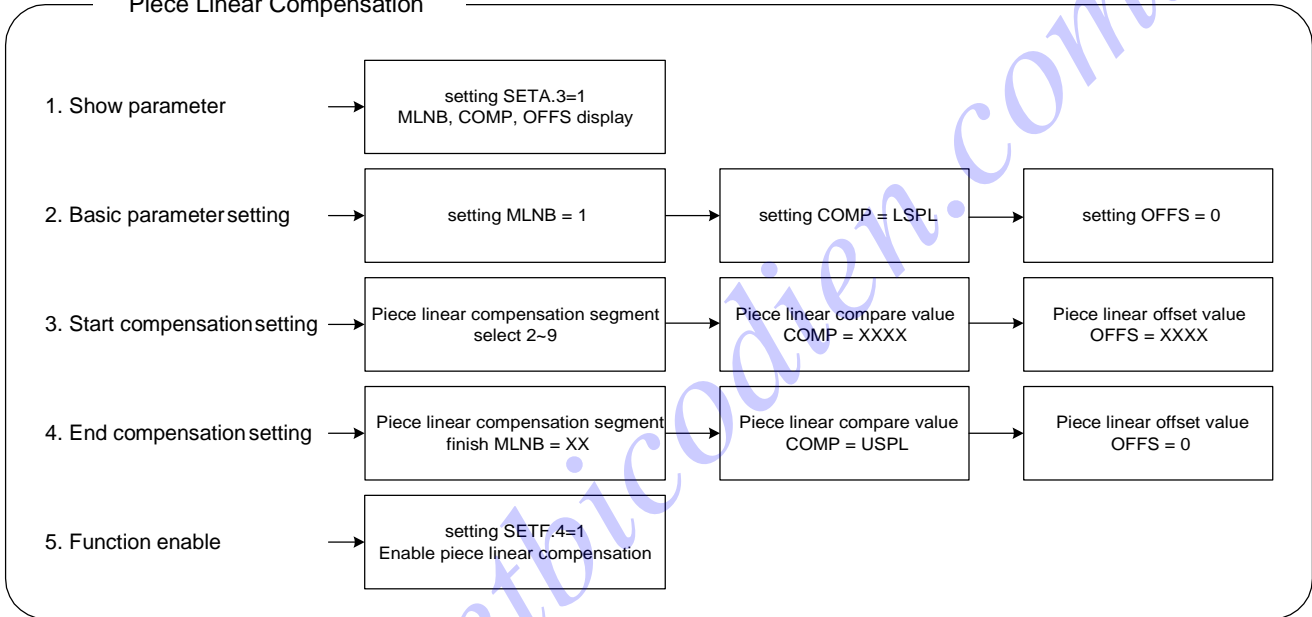 Piece Linear Compensation
1. Show parameter
setting SETA.3=1
MLNB, COMP, OFFS display
2. Basic parameter setting
setting MLNB = 1
setting COMP = LSPL
setting OFFS = 0
3. Start compensation setting
Piece linear compensation segment
select 2~9
Piece linear compare value
COMP = XXXX
Piece linear offset value
OFFS = XXXX
4. End compensation setting
Piece linear compensation segment
finish MLNB = XX
Piece linear compare value
COMP = USPL
Piece linear offset value
OFFS = 0
5. Function enable
setting SETF.4=1
Enable piece linear compensation